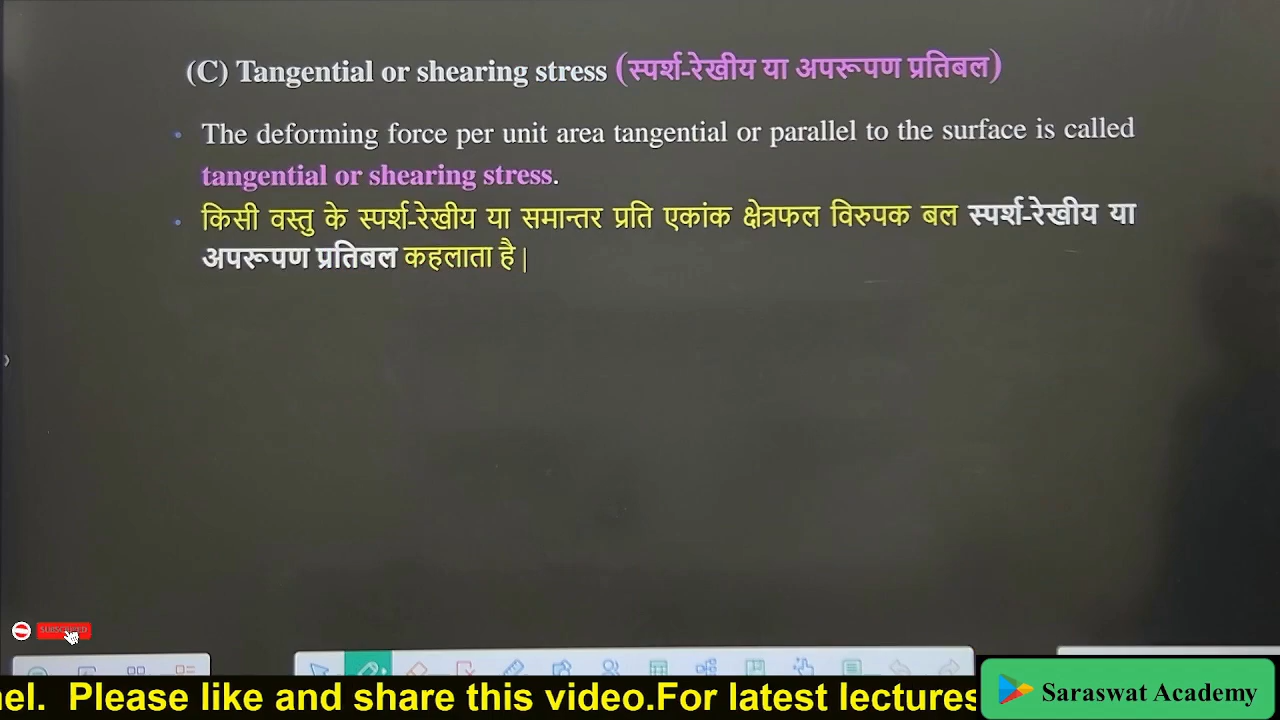 (C) Tangential or shearing stress (स्पर्श-रेखीय या अपरूपण प्रतिबल)
• The deforming force per unit area tangential or parallel to the surface is called
tangential or shearing stress.
• किसी वस्तु के स्पर्श-रेखीय या समान्तर प्रति एकांक क्षेत्रफल विरुपक बल स्पर्श-रेखीय या
अपरूपण प्रतिबल कहलाता है |
SUBSCRIBED
nel. Please like and share this video.For latest lectures
Saraswat Academy